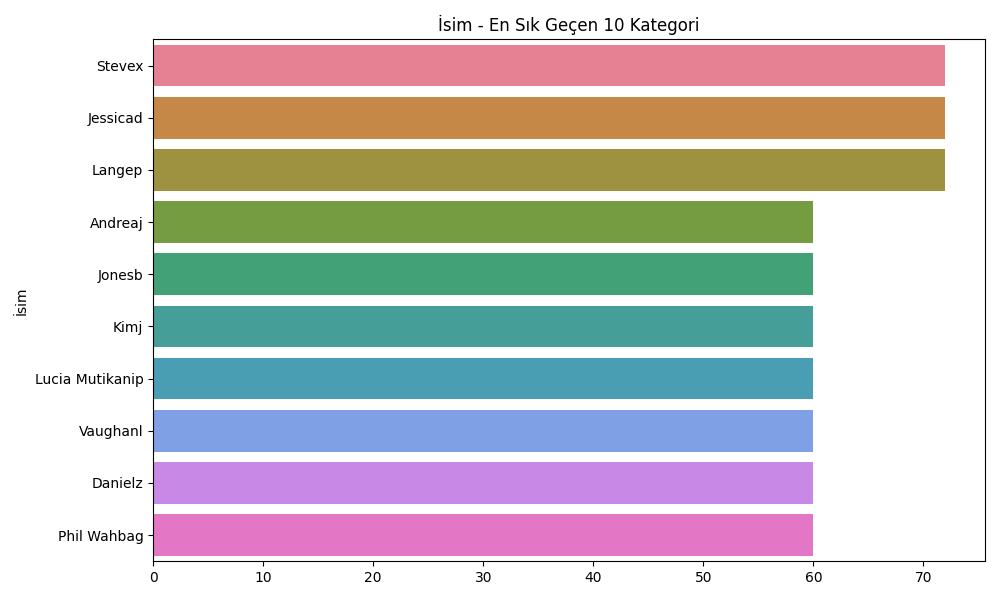 İsim - En Sık Geçen 10 Kategori
İsim
Stevex
Jessicad
Langep
Andreaj
Jonesb
Kimj
Lucia Mutikanip
Vaughanl
Danielz
Phil Wahbag
0 10 20 30 40 50 60 70